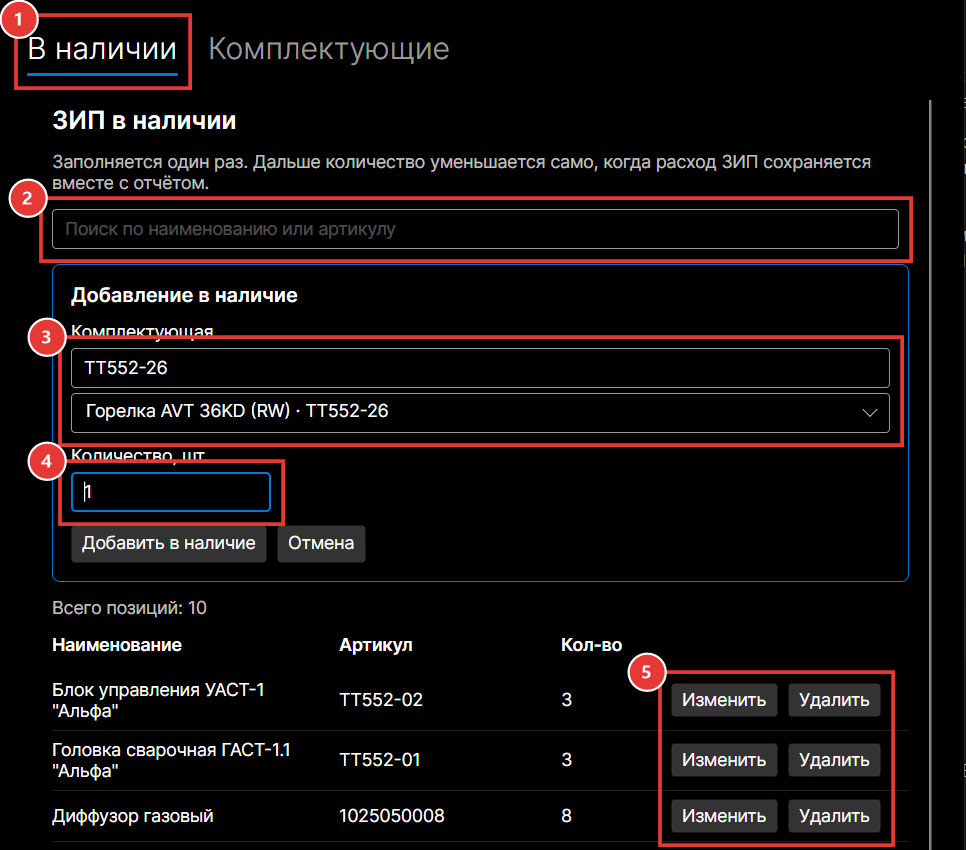 1
В наличии Комплектующие
ЗИП в наличии
Заполняется один раз. Дальше количество уменьшается само, когда расход ЗИП сохраняется
вместе с отчётом.
2
Поиск по наименованию или артикулу
Добавление в наличие
3
Комплектующая
ТТ552-26
Горелка AVT 36KD (RW) · ТТ552-26
4
Количество, шт
1
Добавить в наличие Отмена
Всего позиций: 10
Наименование Артикул Кол-во
5
Блок управления УАСТ-1
"Альфа"
ТТ552-02 3 Изменить Удалить
Головка сварочная ГАСТ-1.1
"Альфа"
ТТ552-01 3 Изменить Удалить
Диффузор газовый 1025050008 8 Изменить Удалить